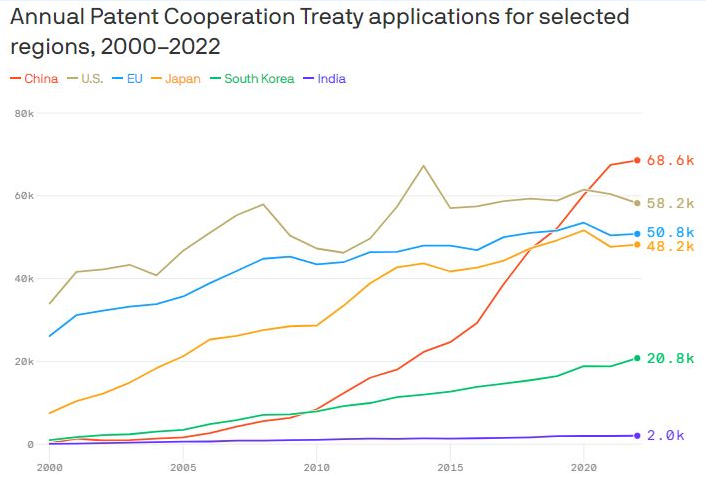 Annual Patent Cooperation Treaty applications for selected
regions, 2000–2022
China U.S. EU Japan South Korea India
80k
68.6k
60k
58.2k
50.8k
48.2k
40k
20k
20.8k
0
2.0k
2000 2005 2010 2015 2020